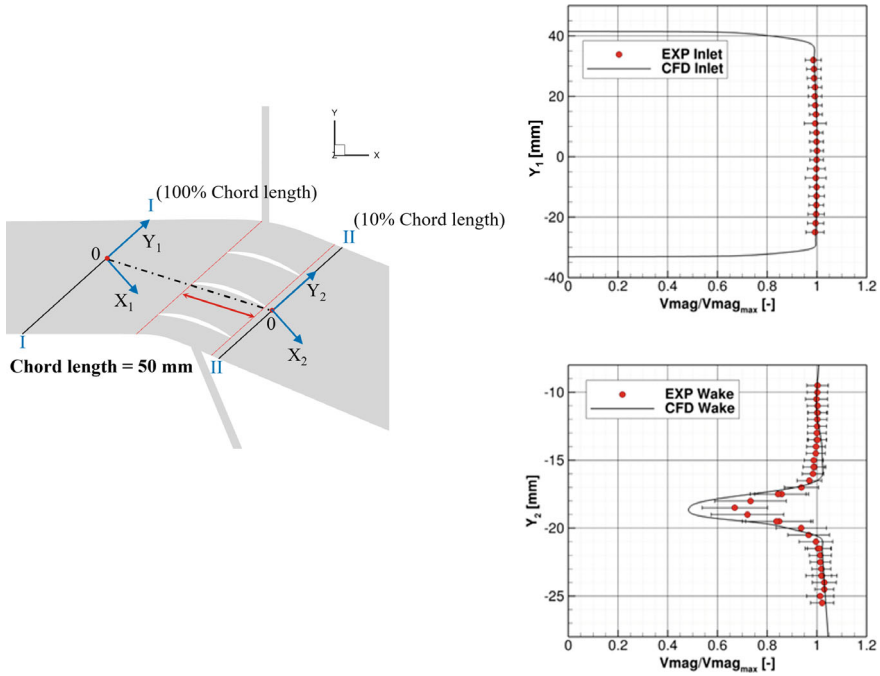 Y
Z
X
I
(100% Chord length)
0
Y1
X1
I
II
(10% Chord length)
Y2
0
X2
II
Chord length = 50 mm
EXP Inlet
CFD Inlet
40
20
0
-20
-40
Y1 [mm]
0
0.2
0.4
0.6
0.8
1
1.2
Vmag/Vmagmax [-]
EXP Wake
CFD Wake
-10
-15
-20
-25
Y2 [mm]
0
0.2
0.4
0.6
0.8
1
1.2
Vmag/Vmagmax [-]